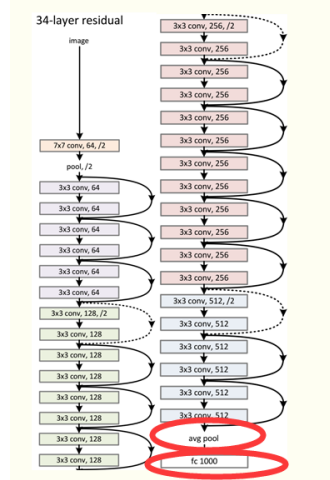 34-layer residual
image
7x7 conv, 64, /2
pool, /2
3x3 conv, 64
3x3 conv, 64
3x3 conv, 64
3x3 conv, 64
3x3 conv, 64
3x3 conv, 64
3x3 conv, 128, /2
3x3 conv, 128
3x3 conv, 128
3x3 conv, 128
3x3 conv, 128
3x3 conv, 128
3x3 conv, 128
3x3 conv, 128
3x3 conv, 256, /2
3x3 conv, 256
3x3 conv, 256
3x3 conv, 256
3x3 conv, 256
3x3 conv, 256
3x3 conv, 256
3x3 conv, 256
3x3 conv, 256
3x3 conv, 256
3x3 conv, 256
3x3 conv, 256
3x3 conv, 512, /2
3x3 conv, 512
3x3 conv, 512
3x3 conv, 512
3x3 conv, 512
3x3 conv, 512
avg pool
fc 1000